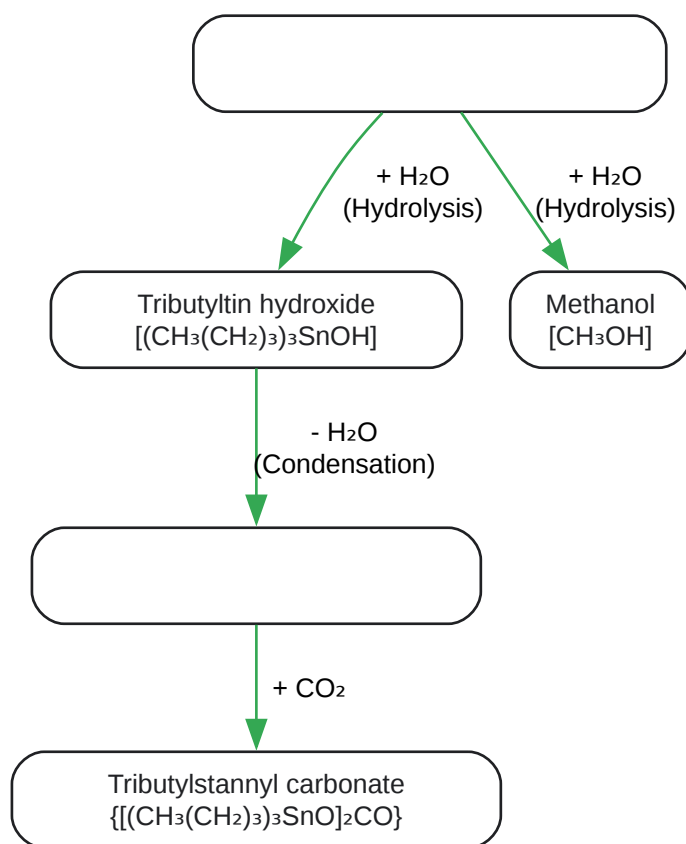 + H₂O
(Hydrolysis)
+ H₂O
(Hydrolysis)
Tributyltin hydroxide
[(CH₃(CH₂)₃)₃SnOH]
Methanol
[CH₃OH]
- H₂O
(Condensation)
+ CO₂
Tributylstannyl carbonate
{[(CH₃(CH₂)₃)₃SnO]₂CO}